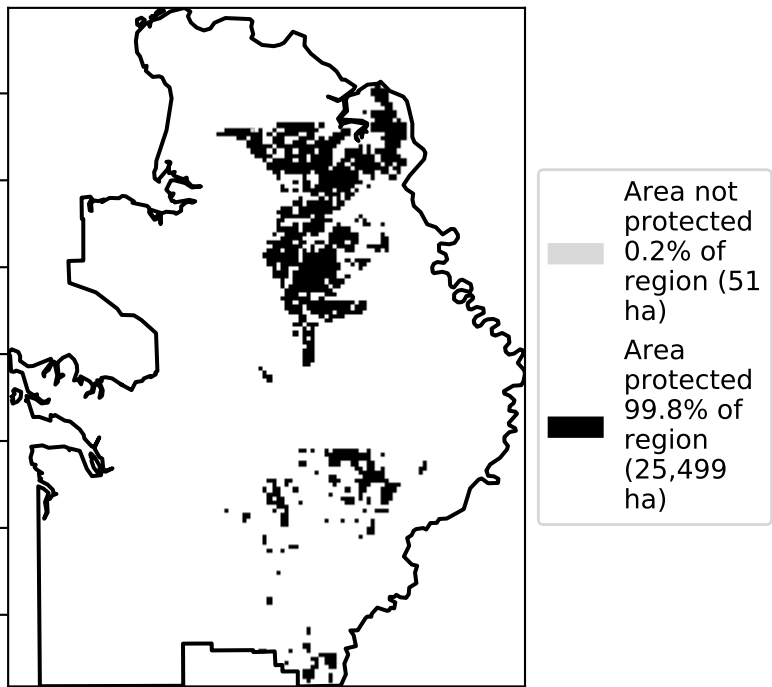 Area not
protected
0.2% of
region (51
ha)
Area
protected
99.8% of
region
(25,499
ha)